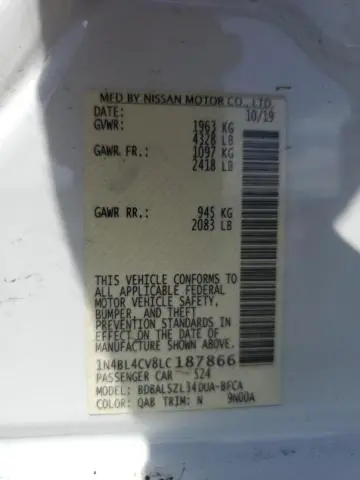 MFD BY NISSAN MOTOR CO., LTD.
DATE: 10/19
GVWR: 1963 KG
4328 LB
GAWR FR.: 1097 KG
2418 LB
GAWR RR.: 945 KG
2083 LB
THIS VEHICLE CONFORMS TO
ALL APPLICABLE FEDERAL
MOTOR VEHICLE SAFETY,
BUMPER, AND THEFT
PREVENTION STANDARDS
IN EFFECT ON THE DATE OF
MANUFACTURE SHOWN ABOVE.
1N4BL4CV8LC187866
PASSENGER CAR S24
MODEL: BDBALSZL34DUA-BFCA
COLOR: QAB TRIM: N 9N00A